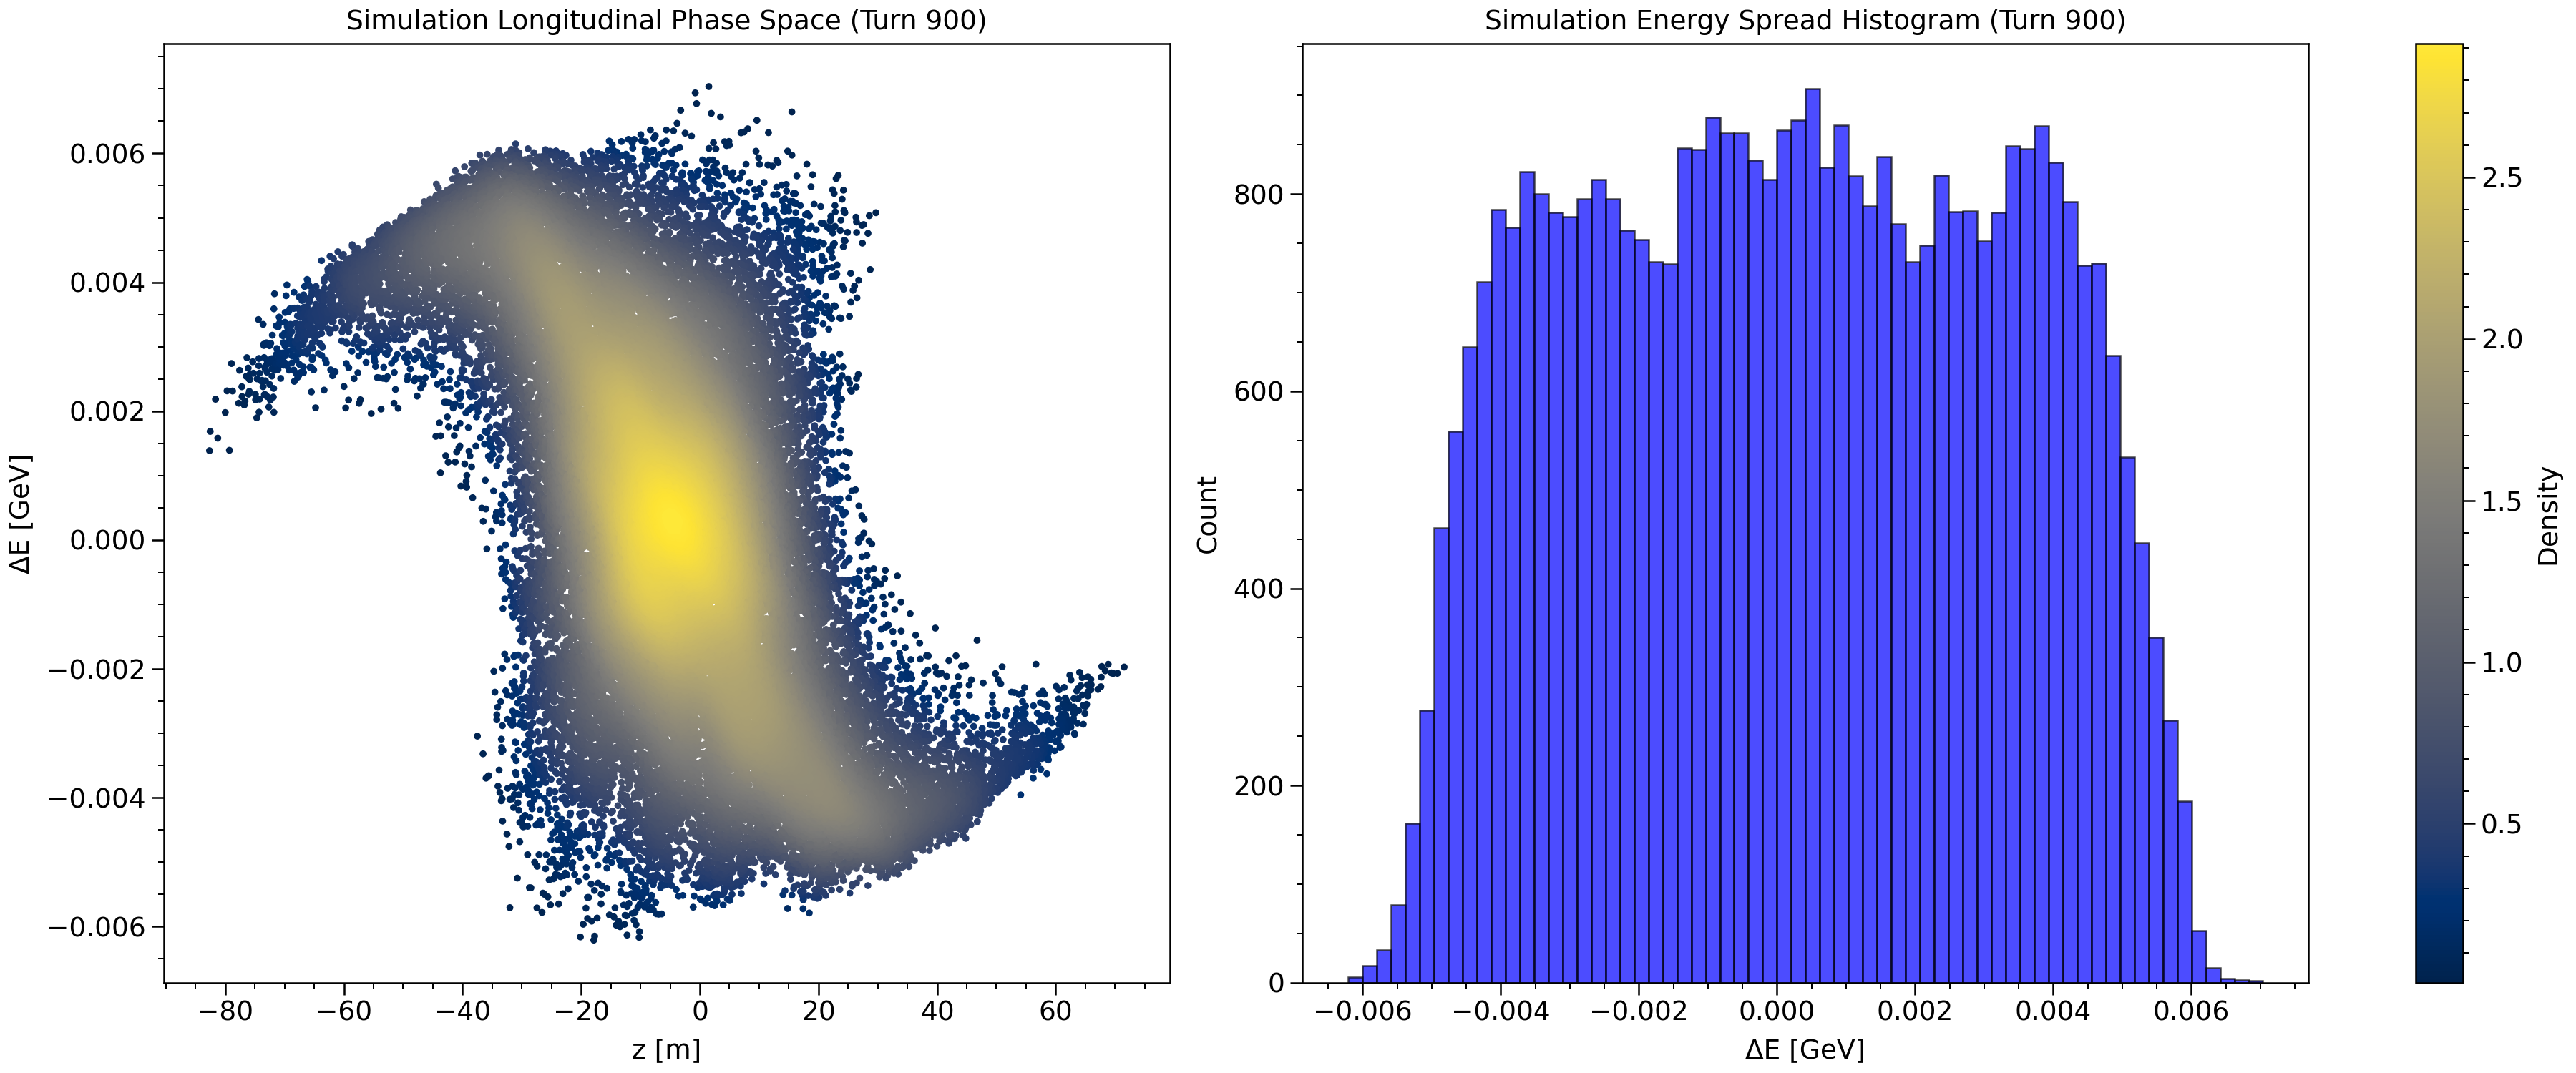 Simulation Longitudinal Phase Space (Turn 900)
ΔE [GeV]
0.006
0.004
0.002
0.000
−0.002
−0.004
−0.006
−80 −60 −40 −20 0 20 40 60
z [m]
Simulation Energy Spread Histogram (Turn 900)
Count
800
600
400
200
0
−0.006 −0.004 −0.002 0.000 0.002 0.004 0.006
ΔE [GeV]
2.5
2.0
1.5
1.0
0.5
Density